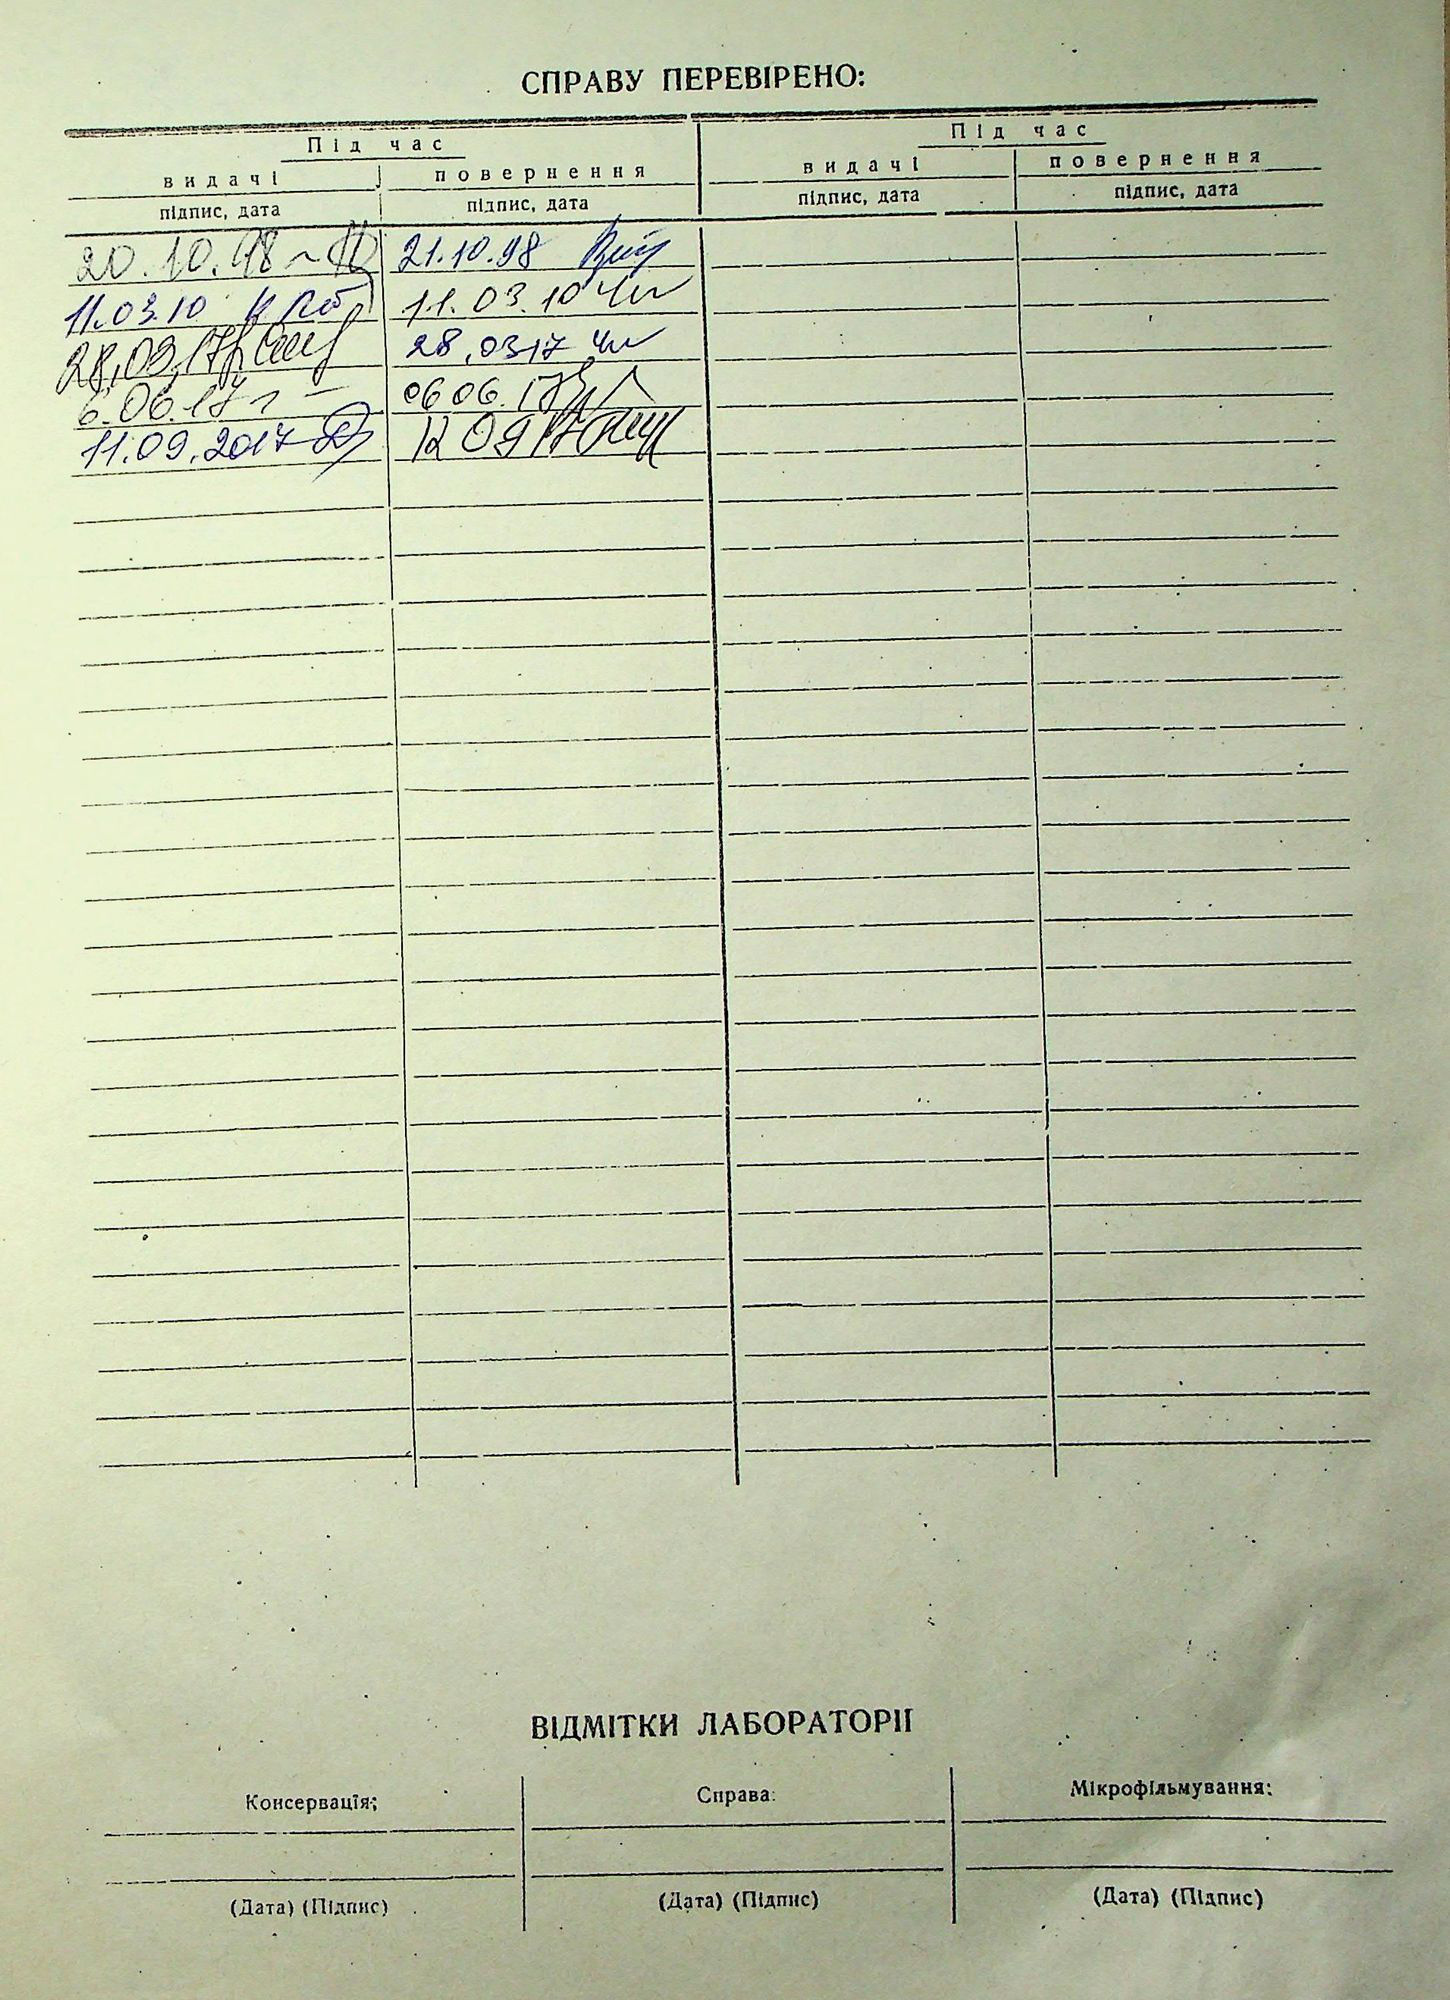 СПРАВУ ПЕРЕВІРЕНО:
Під час Під час
видачі повернення видачі повернення
підпис, дата підпис, дата підпис, дата підпис, дата
20.10.98 21.10.98
11.03.10 11.03.10
28.03.17 28.03 17
6.06.17 06 06.17
11.09.2017 12 09 17
ВІДМІТКИ ЛАБОРАТОРІЇ
Консервація: Справа: Мікрофільмування:
(Дата) (Підпис) (Дата) (Підпис) (Дата) (Підпис)